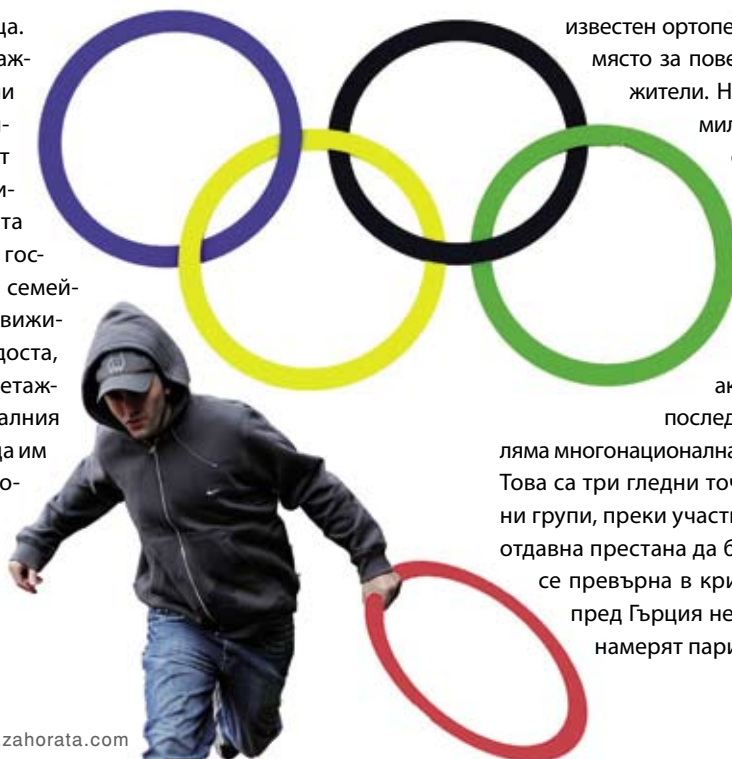 ца.
аж-
и
-
т
и-
та
гос-
семей-
движи-
доста,
етаж-
алния
да им
о-
известен ортопе
място за пове
жители. Н
мил
ак
послед
ляма многонационална
Това са три гледни точ
ни групи, преки участ
отдавна престана да б
се превърна в кри
пред Гърция не
намерят пари
zahorata.com